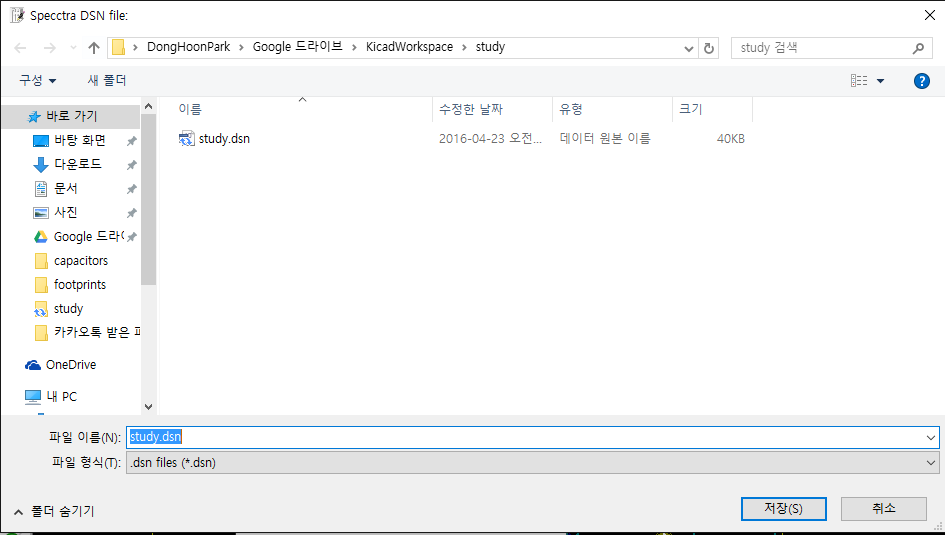 Specctra DSN file:
DongHoonPark > Google 드라이브 > KicadWorkspace > study
study 검색
구성
새 폴더
?
이름
수정한 날짜
유형
크기
study.dsn
2016-04-23 오전...
데이터 원본 이름
40KB
바로 가기
바탕 화면
다운로드
문서
사진
Google 드라이
capacitors
footprints
study
카카오톡 받은 파
OneDrive
내 PC
파일 이름(N):
study.dsn
파일 형식(T):
.dsn files (*.dsn)
폴더 숨기기
저장(S)
취소